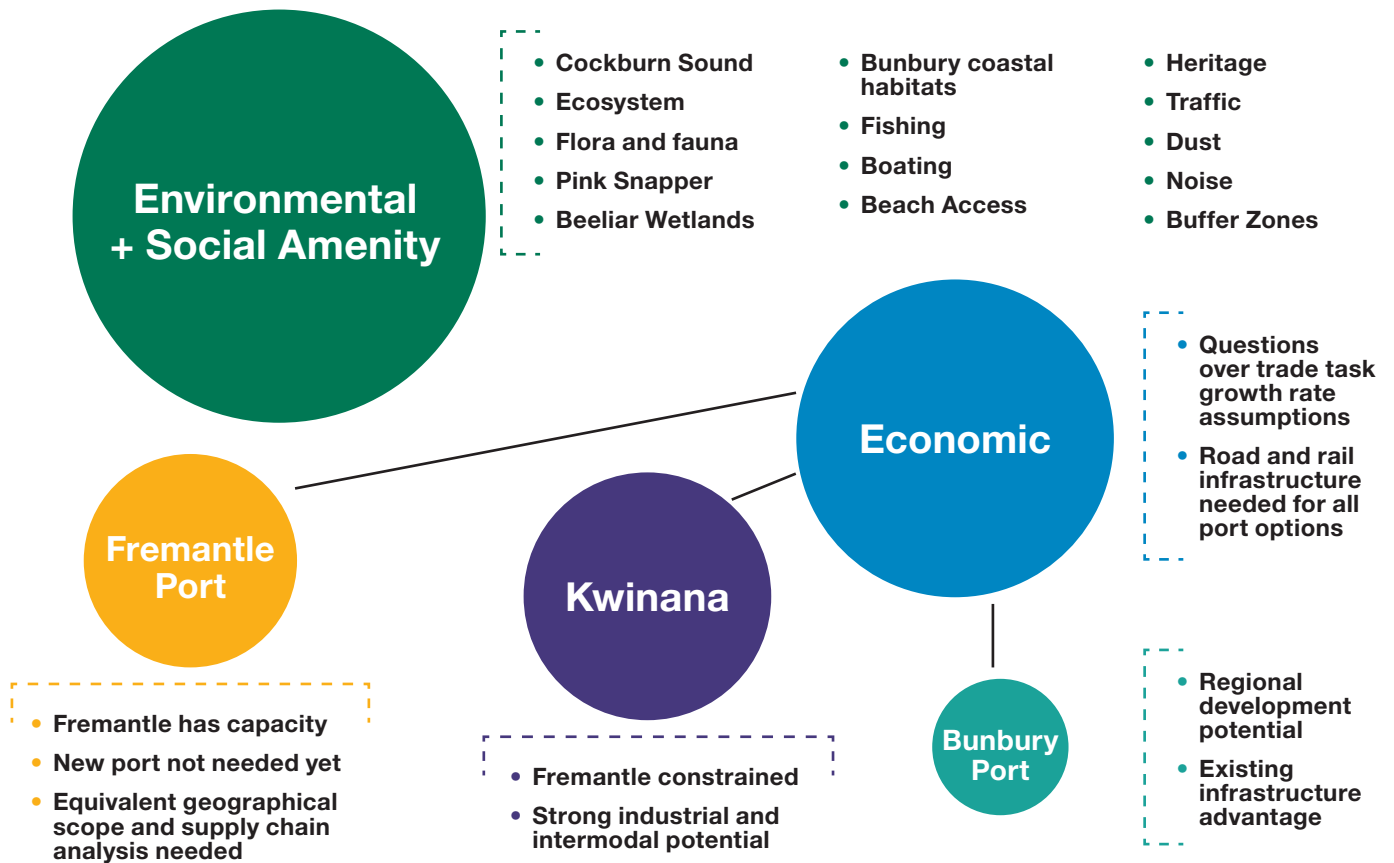 Environmental
+ Social Amenity
• Cockburn Sound
• Ecosystem
• Flora and fauna
• Pink Snapper
• Beeliar Wetlands
• Bunbury coastal
habitats
• Fishing
• Boating
• Beach Access
• Heritage
• Traffic
• Dust
• Noise
• Buffer Zones
Economic
• Questions
over trade task
growth rate
assumptions
• Road and rail
infrastructure
needed for all
port options
Fremantle
Port
• Fremantle has capacity
• New port not needed yet
• Equivalent geographical
scope and supply chain
analysis needed
Kwinana
• Fremantle constrained
• Strong industrial and
intermodal potential
Bunbury
Port
• Regional
development
potential
• Existing
infrastructure
advantage